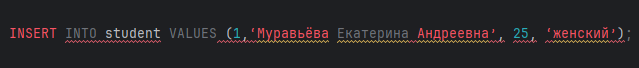 INSERT INTO student VALUES (1,‘Муравьёва Екатерина Андреевна’, 25, ‘женский’);